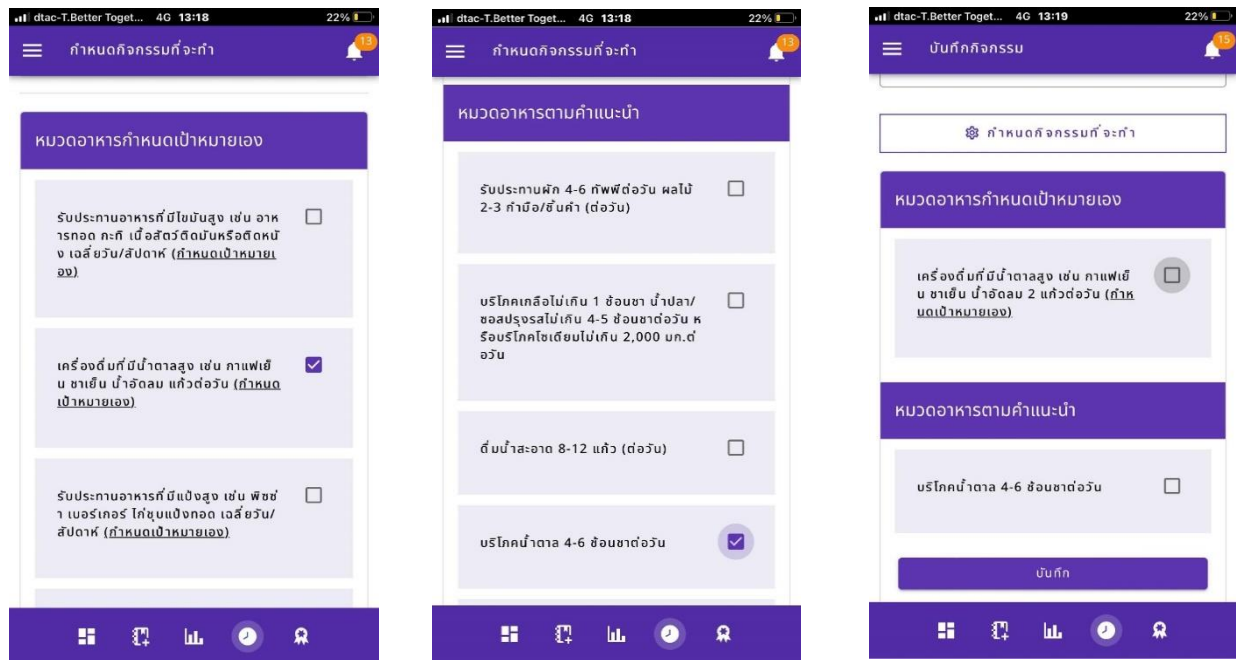 dtac-T.Better Toget... 4G 13:18 22%
กำหนดกิจกรรมที่จะทำ 13
หมวดอาหารกำหนดเป้าหมายเอง
รับประทานอาหารที่มีไขมันสูง เช่น อาห
ารทอด กะทิ เนื้อสัตว์ติดมันหรือติดหนั
ง เฉลี่ยวัน/สัปดาห์ (กำหนดเป้าหมายเ
อง)
เครื่องดื่มที่มีน้ำตาลสูง เช่น กาแฟเย็
น ชาเย็น น้ำอัดลม แก้วต่อวัน (กำหนด
เป้าหมายเอง)
รับประทานอาหารที่มีแป้งสูง เช่น พิซซ่
า เบอร์เกอร์ ไก่ชุบแป้งทอด เฉลี่ยวัน/
สัปดาห์ (กำหนดเป้าหมายเอง)
dtac-T.Better Toget... 4G 13:18 22%
กำหนดกิจกรรมที่จะทำ 13
หมวดอาหารตามคำแนะนำ
รับประทานผัก 4-6 ทัพพีต่อวัน ผลไม้
2-3 กำมือ/ชิ้นคำ (ต่อวัน)
บริโภคเกลือไม่เกิน 1 ช้อนชา น้ำปลา/
ซอสปรุงรสไม่เกิน 4-5 ช้อนชาต่อวัน ห
รือบริโภคโซเดียมไม่เกิน 2,000 มก.ต่
อวัน
ดื่มน้ำสะอาด 8-12 แก้ว (ต่อวัน)
บริโภคน้ำตาล 4-6 ช้อนชาต่อวัน
dtac-T.Better Toget... 4G 13:19 22%
บันทึกกิจกรรม 15
กำหนดกิจกรรมที่จะทำ
หมวดอาหารกำหนดเป้าหมายเอง
เครื่องดื่มที่มีน้ำตาลสูง เช่น กาแฟเย็
น ชาเย็น น้ำอัดลม 2 แก้วต่อวัน (กำห
นดเป้าหมายเอง)
หมวดอาหารตามคำแนะนำ
บริโภคน้ำตาล 4-6 ช้อนชาต่อวัน
บันทึก